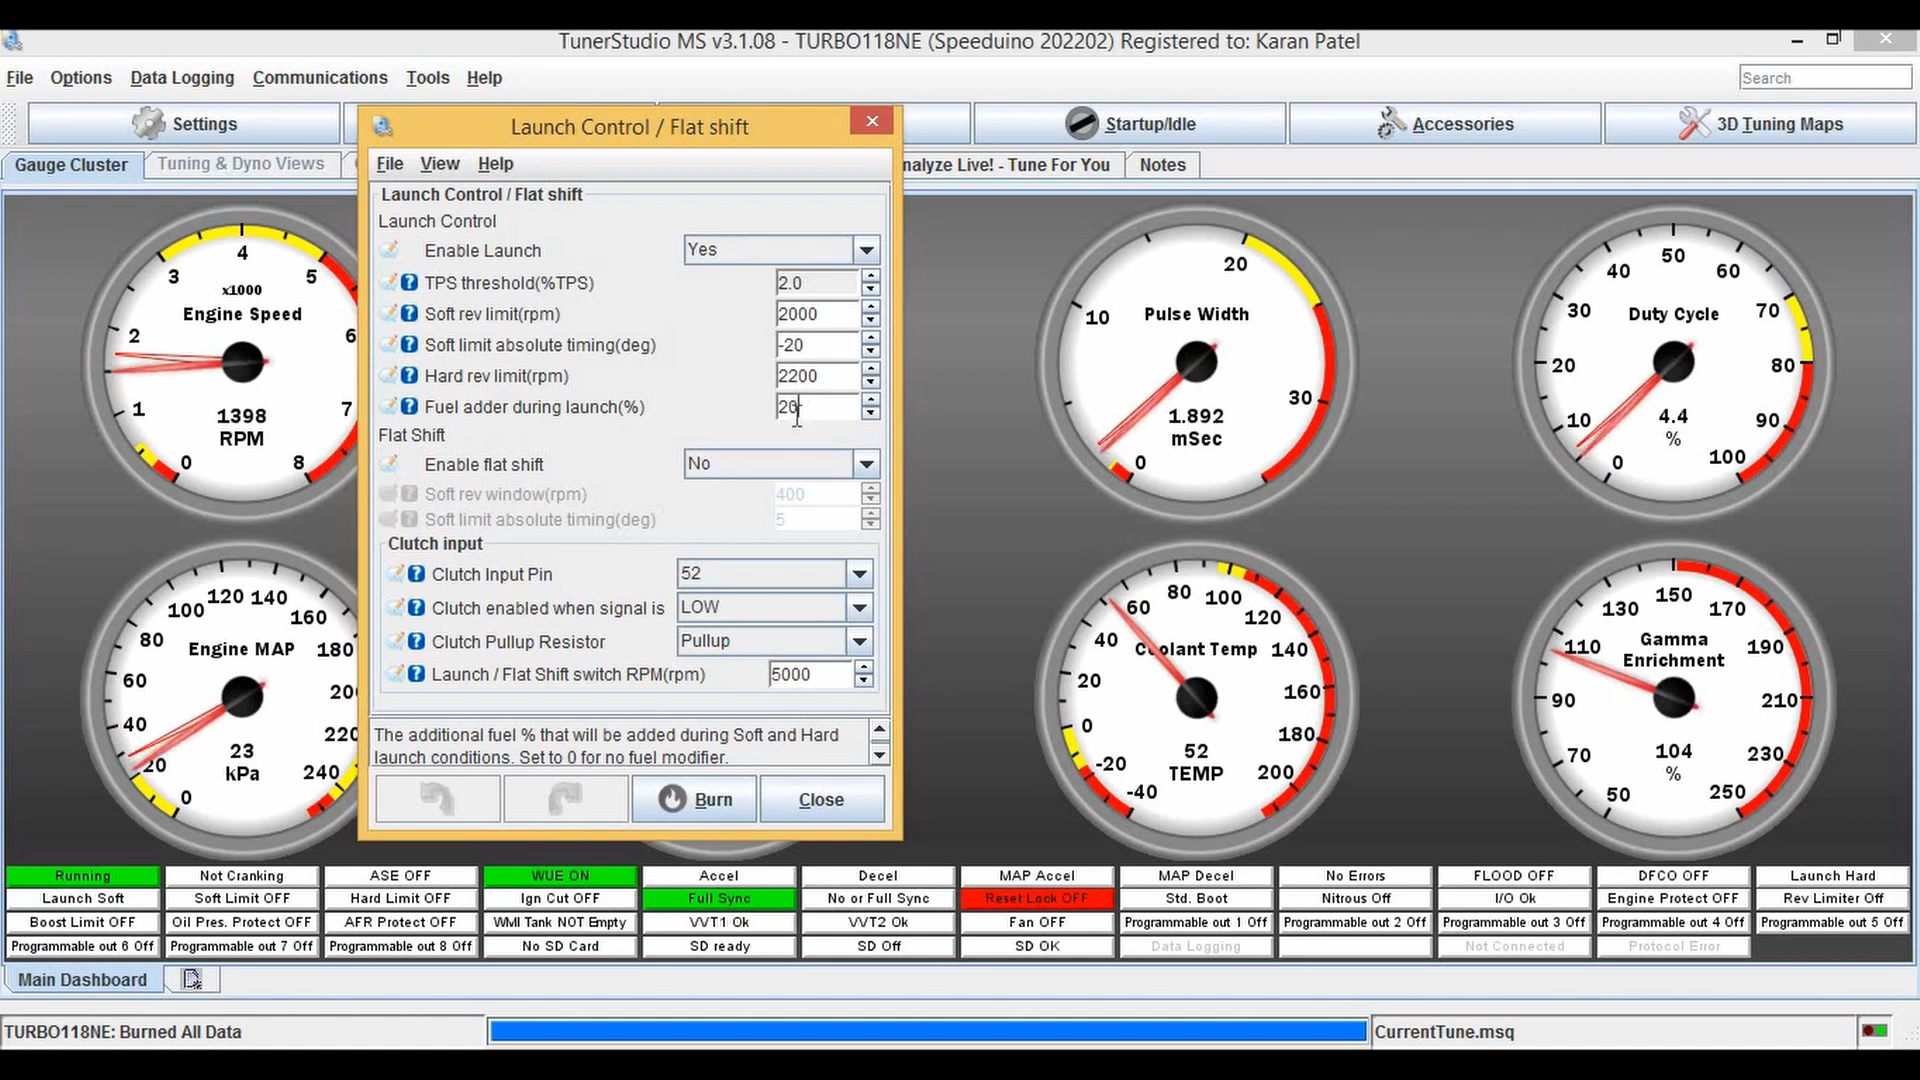 TunerStudio MS v3.1.08 - TURBO118NE (Speeduino 202202) Registered to: Karan Patel
File Options Data Logging Communications Tools Help Search
Settings Startup/Idle Accessories 3D Tuning Maps
Gauge Cluster Tuning & Dyno Views nalyze Live! - Tune For You Notes
Launch Control / Flat shift
File View Help
Launch Control / Flat shift
Launch Control
Enable Launch Yes
TPS threshold(%TPS) 2.0
Soft rev limit(rpm) 2000
Soft limit absolute timing(deg) -20
Hard rev limit(rpm) 2200
Fuel adder during launch(%) 20
Flat Shift
Enable flat shift No
Soft rev window(rpm) 400
Soft limit absolute timing(deg) 5
Clutch input
Clutch Input Pin 52
Clutch enabled when signal is LOW
Clutch Pullup Resistor Pullup
Launch / Flat Shift switch RPM(rpm) 5000
The additional fuel % that will be added during Soft and Hard
launch conditions. Set to 0 for no fuel modifier.
Burn Close
0 1 2 3 4 5 6 7 8
x1000
Engine Speed
1398
RPM
0 10 20 30
Pulse Width
1.892
mSec
0 10 20 30 40 50 60 70 80 90 100
Duty Cycle
4.4
%
0 20 40 60 80 100 120 140 160 180 20 220 240
Engine MAP
23
kPa
-40 -20 0 20 40 60 80 100 120 140 160 180 200
Coolant Temp
52
TEMP
50 70 90 110 130 150 170 190 210 230 250
Gamma
Enrichment
104
%
Running Not Cranking ASE OFF WUE ON Accel Decel MAP Accel MAP Decel No Errors FLOOD OFF DFCO OFF Launch Hard
Launch Soft Soft Limit OFF Hard Limit OFF Ign Cut OFF Full Sync No or Full Sync Reset Lock OFF Std. Boot Nitrous Off I/O Ok Engine Protect OFF Rev Limiter Off
Boost Limit OFF Oil Pres. Protect OFF AFR Protect OFF WMI Tank NOT Empty VVT1 Ok VVT2 Ok Fan OFF Programmable out 1 Off Programmable out 2 Off Programmable out 3 Off Programmable out 4 Off Programmable out 5 Off
Programmable out 6 Off Programmable out 7 Off Programmable out 8 Off No SD Card SD ready SD Off SD OK Data Logging Not Connected Protocol Error
Main Dashboard
TURBO118NE: Burned All Data CurrentTune.msq